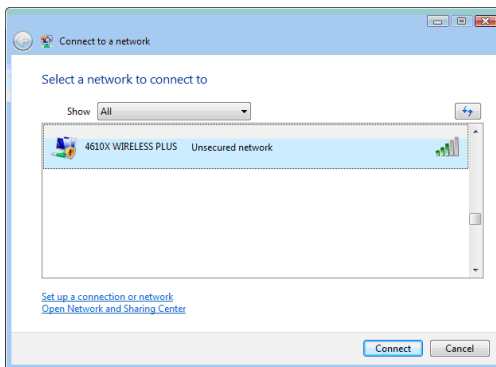 Connect to a network
Select a network to connect to
Show All
4610X WIRELESS PLUS Unsecured network
Set up a connection or network
Open Network and Sharing Center
Connect Cancel